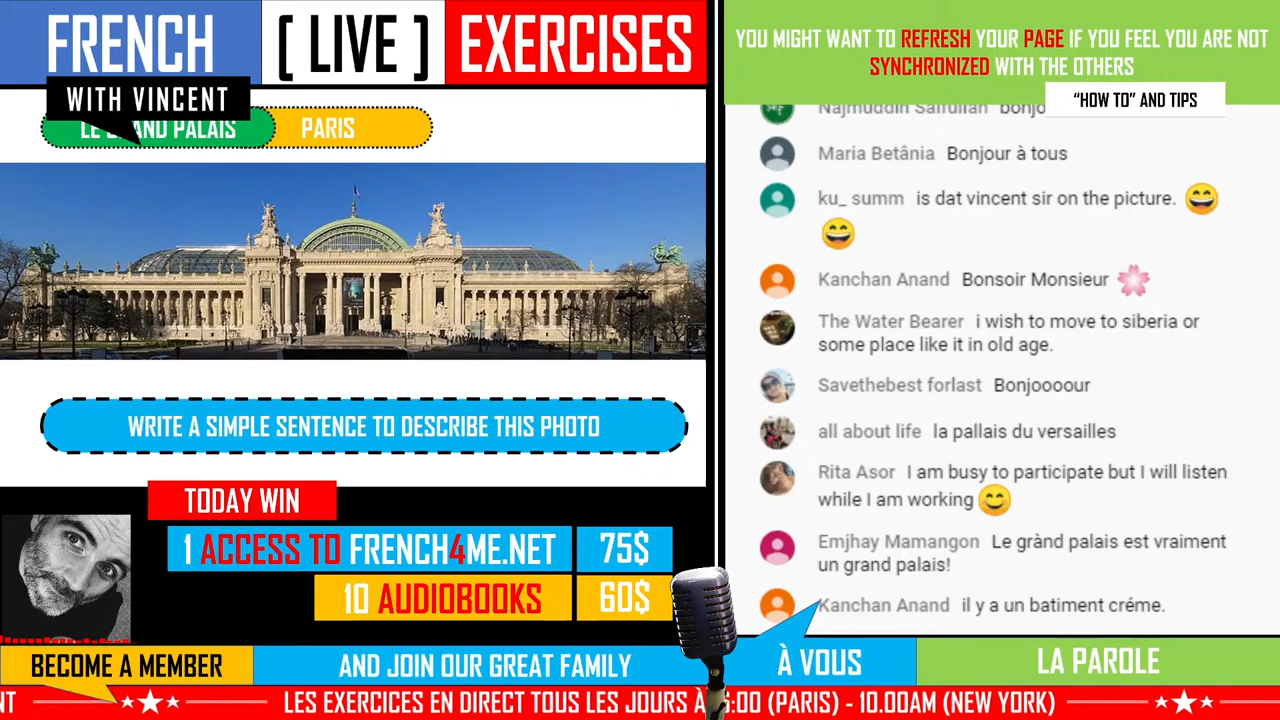 FRENCH
[ LIVE ]
EXERCISES
WITH VINCENT
PARIS
WRITE A SIMPLE SENTENCE TO DESCRIBE THIS PHOTO
TODAY WIN
1 ACCESS TO FRENCH4ME.NET
75$
10 AUDIOBOOKS
60$
BECOME A MEMBER
AND JOIN OUR GREAT FAMILY
YOU MIGHT WANT TO REFRESH YOUR PAGE IF YOU FEEL YOU ARE NOT
SYNCHRONIZED WITH THE OTHERS
“HOW TO” AND TIPS
Maria Betânia Bonjour à tous
ku_ summ is dat vincent sir on the picture.
Kanchan Anand Bonsoir Monsieur
The Water Bearer i wish to move to siberia or
some place like it in old age.
Savethebest forlast Bonjoooour
all about life la pallais du versailles
Rita Asor I am busy to participate but I will listen
while I am working
Emjhay Mamangon Le grànd palais est vraiment
un grand palais!
Kanchan Anand il y a un batiment créme.
À VOUS
LA PAROLE
LES EXERCICES EN DIRECT TOUS LES JOURS À (PARIS) - 10.00AM (NEW YORK)